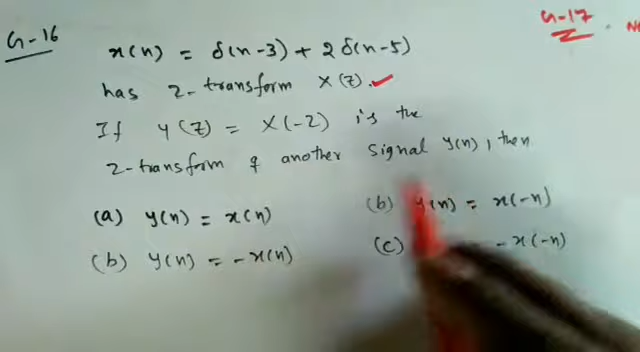 G-16
G-17
x(n) = δ(n-3) + 2δ(n-5)
has z-transform X(z).
If Y(z) = X(-z) is the
z-transform of another signal y(n), then
(a) y(n) = x(n)
(b) y(n) = x(-n)
(b) y(n) = -x(n)
(c) - x(-n)